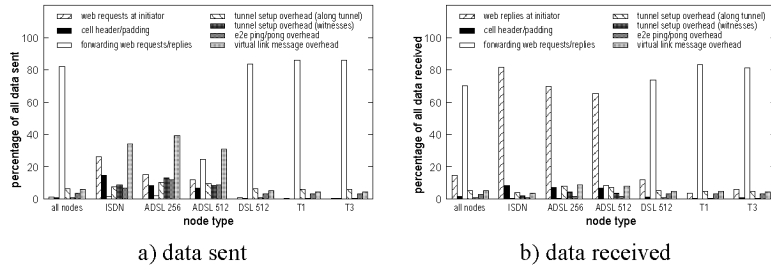 web requests at initiator
cell header/padding
forwarding web requests/replies
tunnel setup overhead (along tunnel)
tunnel setup overhead (witnesses)
e2e ping/pong overhead
virtual link message overhead
percentage of all data sent
100
80
60
40
20
0
all nodes ISDN ADSL 256 ADSL 512 DSL 512 T1 T3
node type
a) data sent
web replies at initiator
cell header/padding
forwarding web requests/replies
tunnel setup overhead (along tunnel)
tunnel setup overhead (witnesses)
e2e ping/pong overhead
virtual link message overhead
percentage of all data received
100
80
60
40
20
0
all nodes ISDN ADSL 256 ADSL 512 DSL 512 T1 T3
node type
b) data received